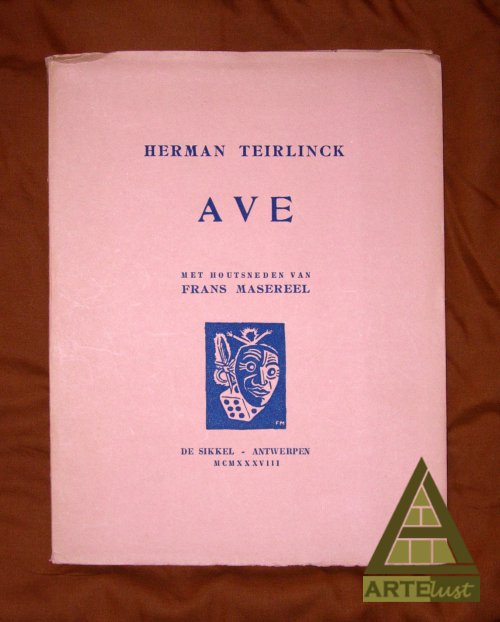 HERMAN TEIRLINCK
AVE
MET HOUTSNEDEN VAN
FRANS MASEREEL
FM
DE SIKKEL - ANTWERPEN
MCMXXXVIII
ARTElust